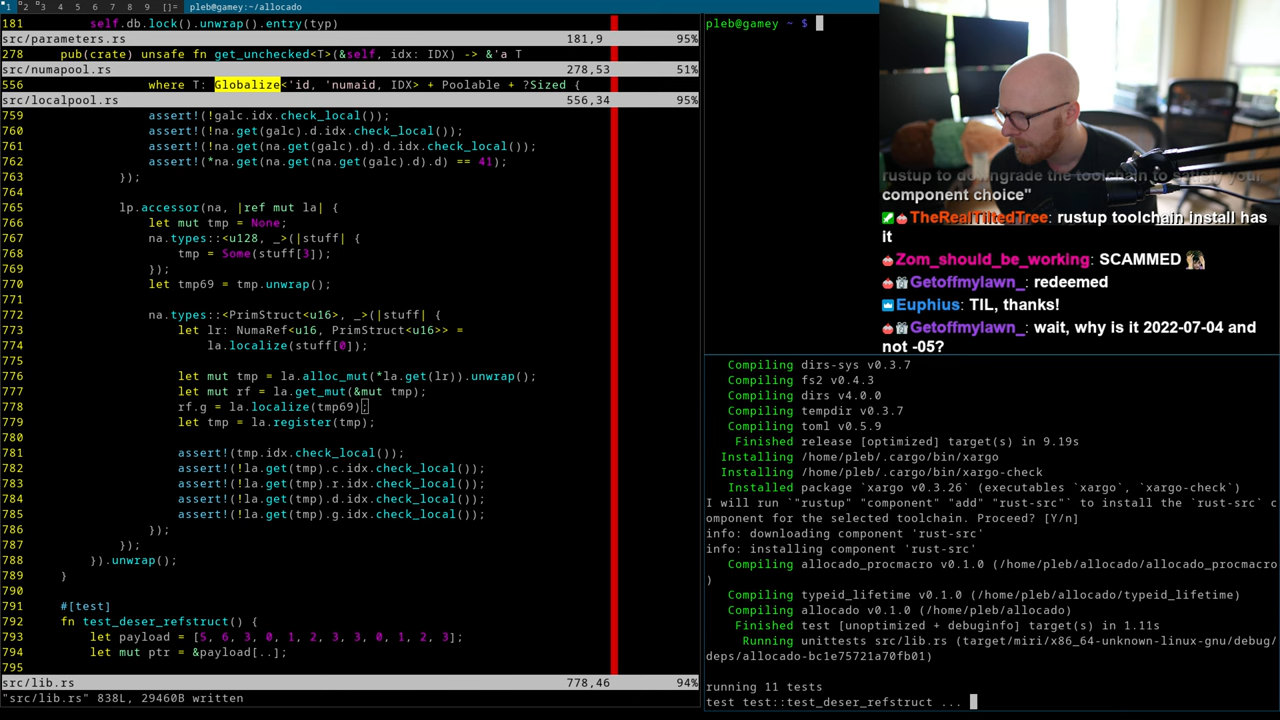 1 2 3 4 5 6 7 8 9 []= pleb@gamey:~/allocado
181         self.db.lock().unwrap().entry(typ)
src/parameters.rs 181,9 95%
278     pub(crate) unsafe fn get_unchecked<T>(&self, idx: IDX) -> &'a T
src/numapool.rs 278,53 51%
556             where T: Globalize<'id, 'numaid, IDX> + Poolable + ?Sized {
src/localpool.rs 556,34 95%
759                 assert!(!galc.idx.check_local());
760                 assert!(!na.get(galc).d.idx.check_local());
761                 assert!(!na.get(na.get(galc).d).d.idx.check_local());
762                 assert!(*na.get(na.get(na.get(galc).d).d) == 41);
763             });
764
765             lp.accessor(na, |ref mut la| {
766                 let mut tmp = None;
767                 na.types::<u128, _>(|stuff| {
768                     tmp = Some(stuff[3]);
769                 });
770                 let tmp69 = tmp.unwrap();
771
772                 na.types::<PrimStruct<u16>, _>(|stuff| {
773                     let lr: NumaRef<u16, PrimStruct<u16>> =
774                         la.localize(stuff[0]);
775
776                     let mut tmp = la.alloc_mut(*la.get(lr)).unwrap();
777                     let mut rf = la.get_mut(&mut tmp);
778                     rf.g = la.localize(tmp69);
779                     let tmp = la.register(tmp);
780
781                     assert!(tmp.idx.check_local());
782                     assert!(!la.get(tmp).c.idx.check_local());
783                     assert!(!la.get(tmp).r.idx.check_local());
784                     assert!(!la.get(tmp).d.idx.check_local());
785                     assert!(!la.get(tmp).g.idx.check_local());
786                 });
787             });
788         }).unwrap();
789     }
790
791     #[test]
792     fn test_deser_refstruct() {
793         let payload = [5, 6, 3, 0, 1, 2, 3, 3, 0, 1, 2, 3];
794         let mut ptr = &payload[..];
795
src/lib.rs 778,46 94%
"src/lib.rs" 838L, 29460B written
pleb@gamey ~ $
rustup to downgrade the toolchain to satisfy your
component choice"
TheRealTiltedTree: rustup toolchain install has
it
Zom_should_be_working: SCAMMED
Getoffmylawn_: redeemed
Euphius: TIL, thanks!
Getoffmylawn_: wait, why is it 2022-07-04 and
not -05?
Compiling dirs-sys v0.3.7
Compiling fs2 v0.4.3
Compiling dirs v4.0.0
Compiling tempdir v0.3.7
Compiling toml v0.5.9
Finished release [optimized] target(s) in 9.19s
Installing /home/pleb/.cargo/bin/xargo
Installing /home/pleb/.cargo/bin/xargo-check
Installed package `xargo v0.3.26` (executables `xargo`, `xargo-check`)
I will run `"rustup" "component" "add" "rust-src"` to install the `rust-src` c
omponent for the selected toolchain. Proceed? [Y/n]
info: downloading component 'rust-src'
info: installing component 'rust-src'
Compiling allocado_procmacro v0.1.0 (/home/pleb/allocado/allocado_procmacro
)
Compiling typeid_lifetime v0.1.0 (/home/pleb/allocado/typeid_lifetime)
Compiling allocado v0.1.0 (/home/pleb/allocado)
Finished test [unoptimized + debuginfo] target(s) in 1.11s
Running unittests src/lib.rs (target/miri/x86_64-unknown-linux-gnu/debug/
deps/allocado-bc1e75721a70fb01)
running 11 tests
test test::test_deser_refstruct ...